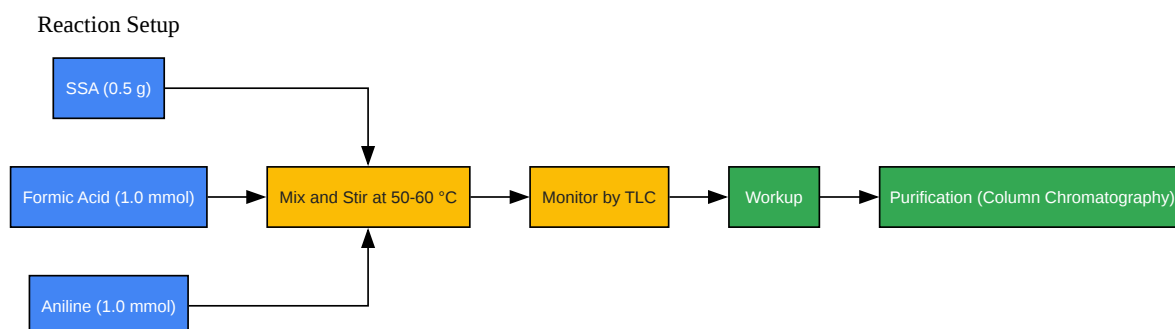 Reaction Setup
SSA (0.5 g)
Formic Acid (1.0 mmol)
Mix and Stir at 50-60 °C
Monitor by TLC
Workup
Purification (Column Chromatography)
Aniline (1.0 mmol)